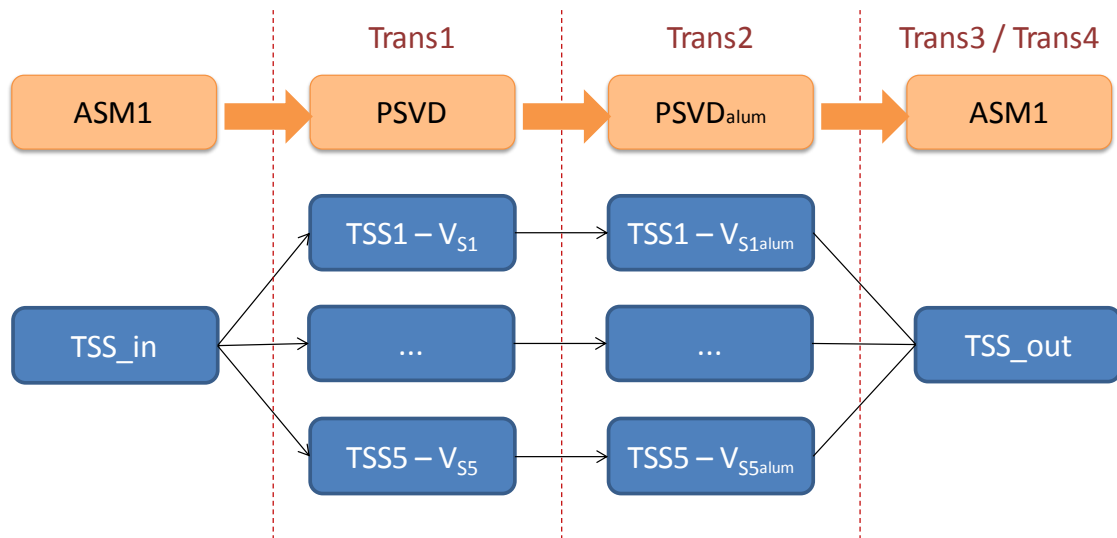 Trans1 Trans2 Trans3 / Trans4
ASM1 PSVD PSVDalum ASM1
TSS1 – VS1 TSS1 – VS1alum
TSS_in ... ... TSS_out
TSS5 – VS5 TSS5 – VS5alum